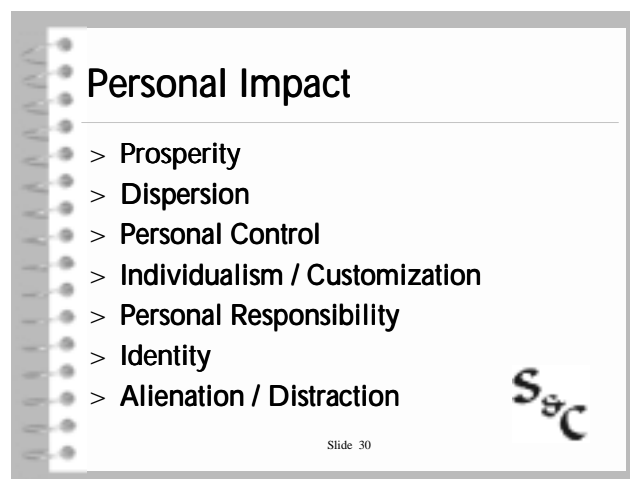 Personal Impact
> Prosperity
> Dispersion
> Personal Control
> Individualism / Customization
> Personal Responsibility
> Identity
> Alienation / Distraction
S&C
Slide 30